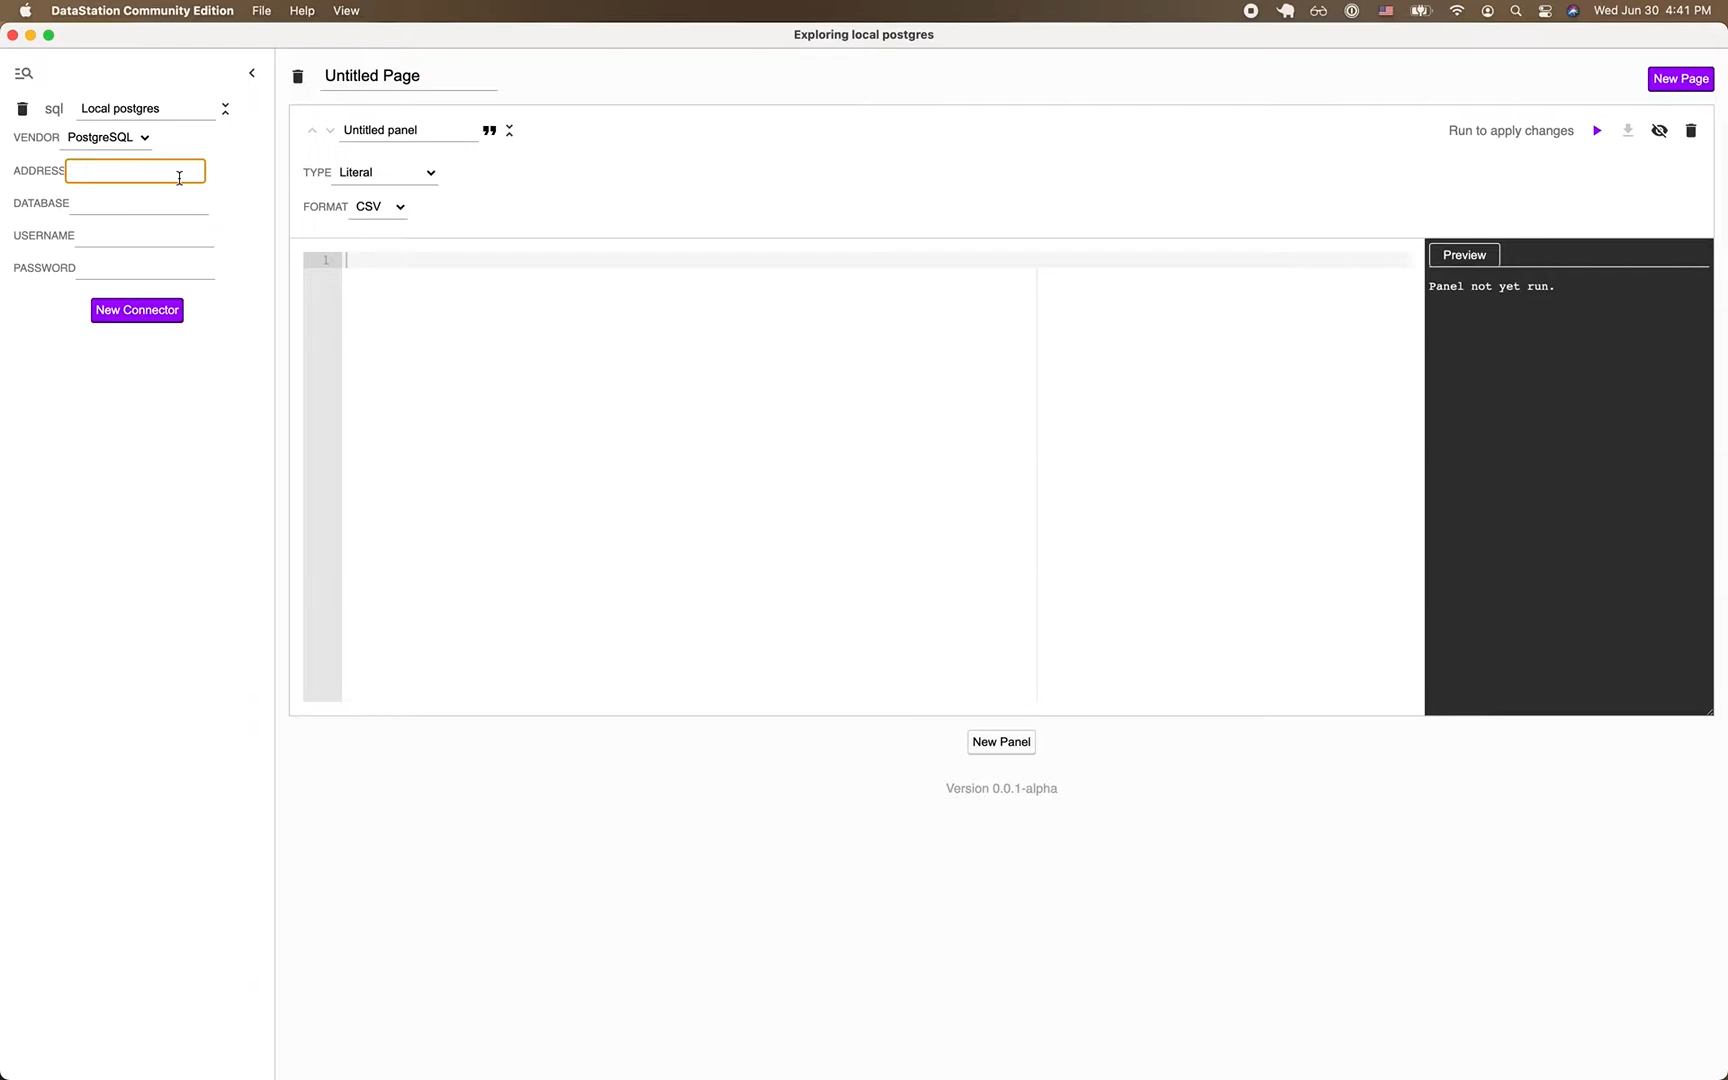 DataStation Community Edition File Help View Wed Jun 30 4:41 PM
Exploring local postgres
sql Local postgres
VENDOR PostgreSQL
ADDRESS
DATABASE
USERNAME
PASSWORD
New Connector
Untitled Page
New Page
Untitled panel
Run to apply changes
TYPE Literal
FORMAT CSV
1
Preview
Panel not yet run.
New Panel
Version 0.0.1-alpha